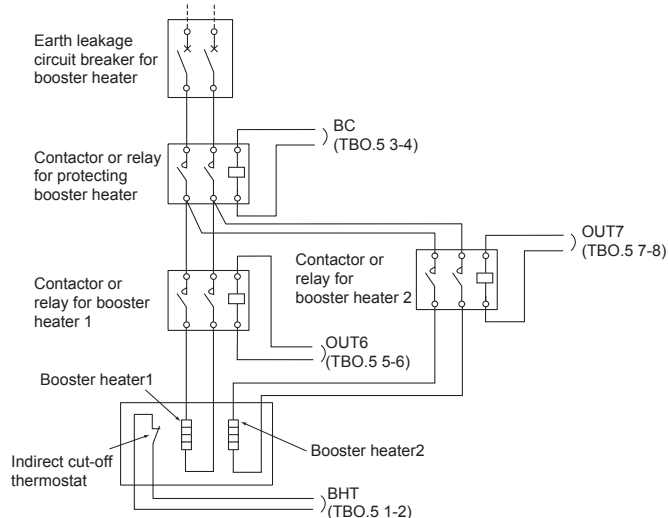 Earth leakage
circuit breaker for
booster heater
BC
(TBO.5 3-4)
Contactor or relay
for protecting
booster heater
OUT7
(TBO.5 7-8)
Contactor or
relay for
booster heater 2
Contactor or
relay for booster
heater 1
OUT6
(TBO.5 5-6)
Booster heater1
Booster heater2
Indirect cut-off
thermostat
BHT
(TBO.5 1-2)